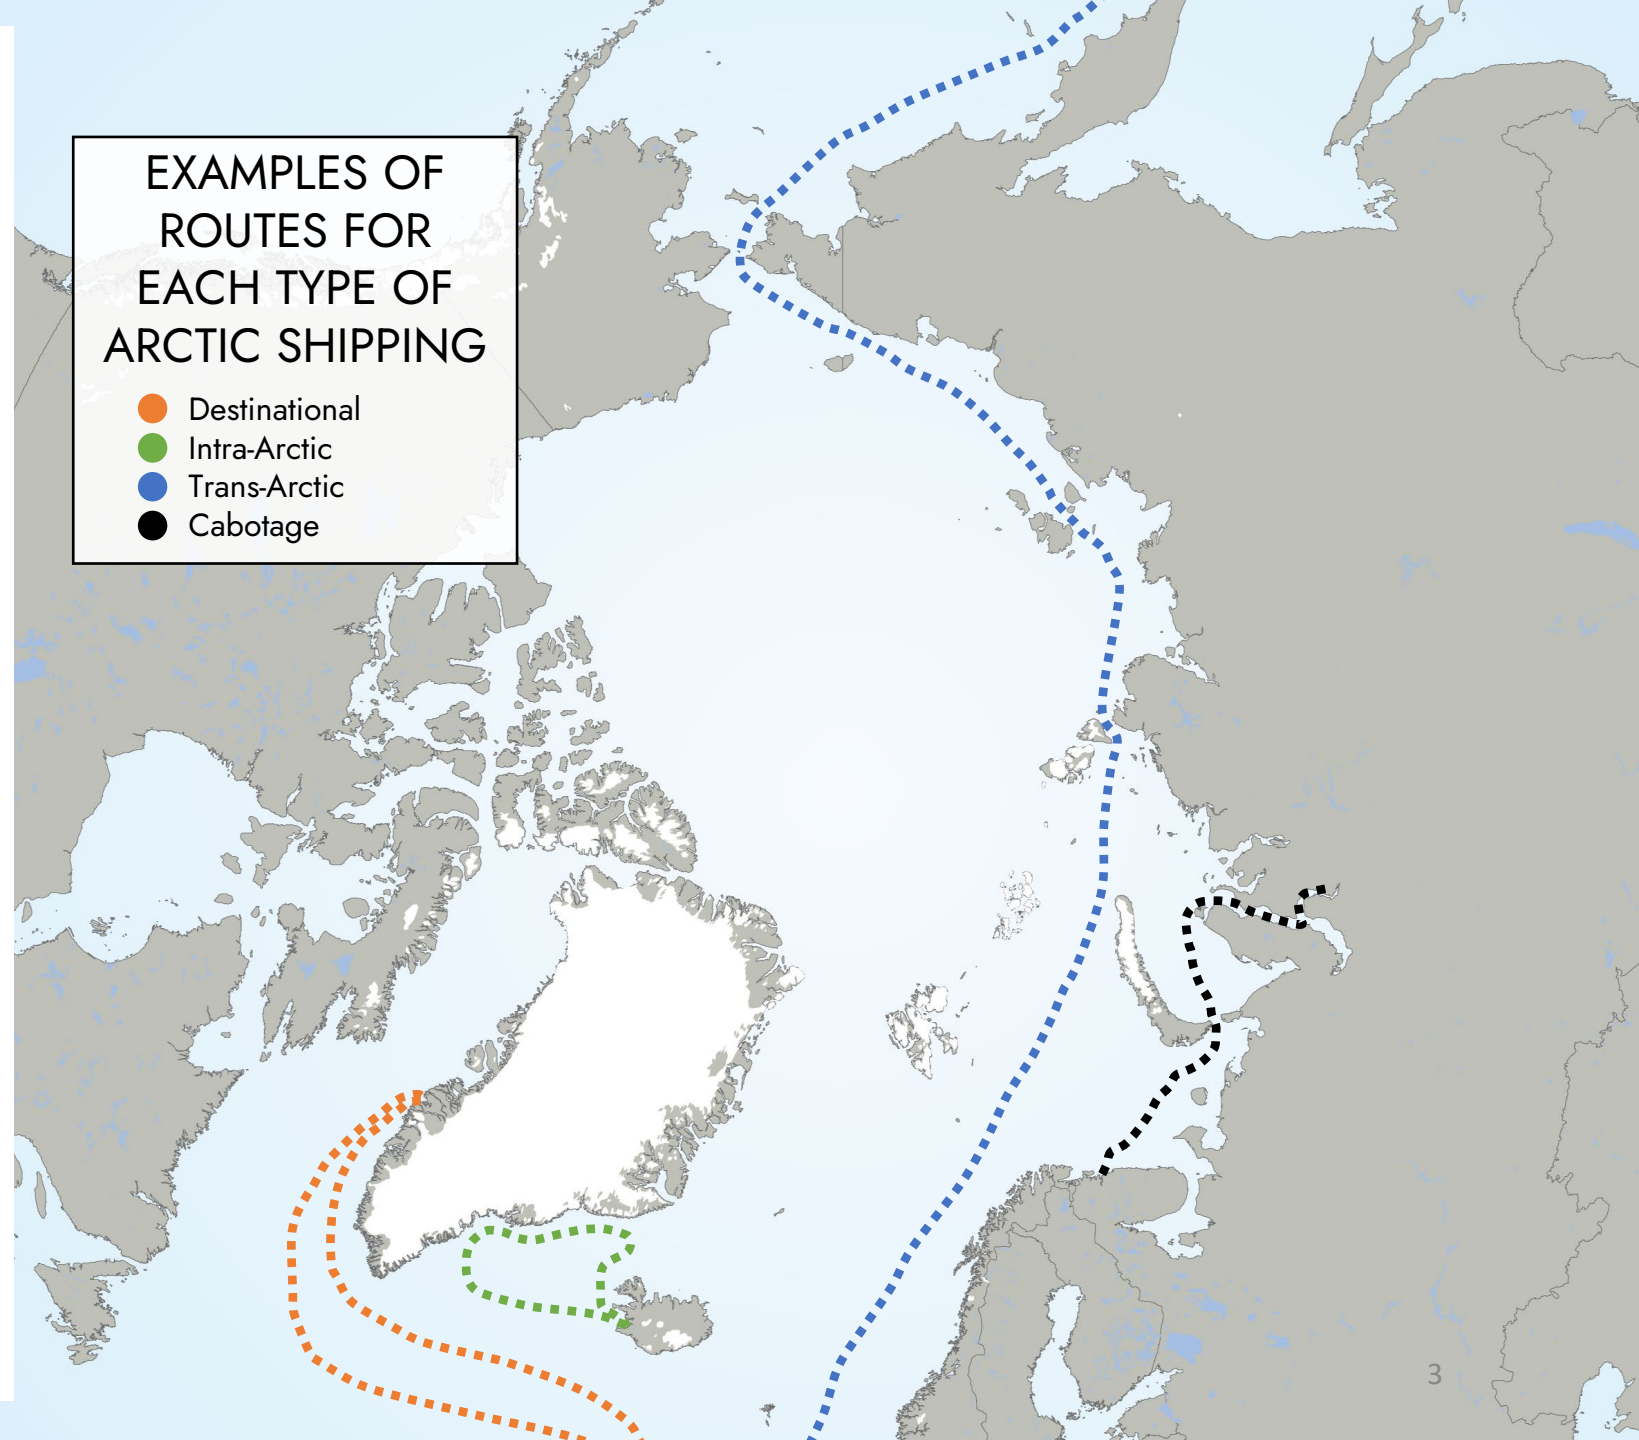 EXAMPLES OF
ROUTES FOR
EACH TYPE OF
ARCTIC SHIPPING
Destinational
Intra-Arctic
Trans-Arctic
Cabotage
3